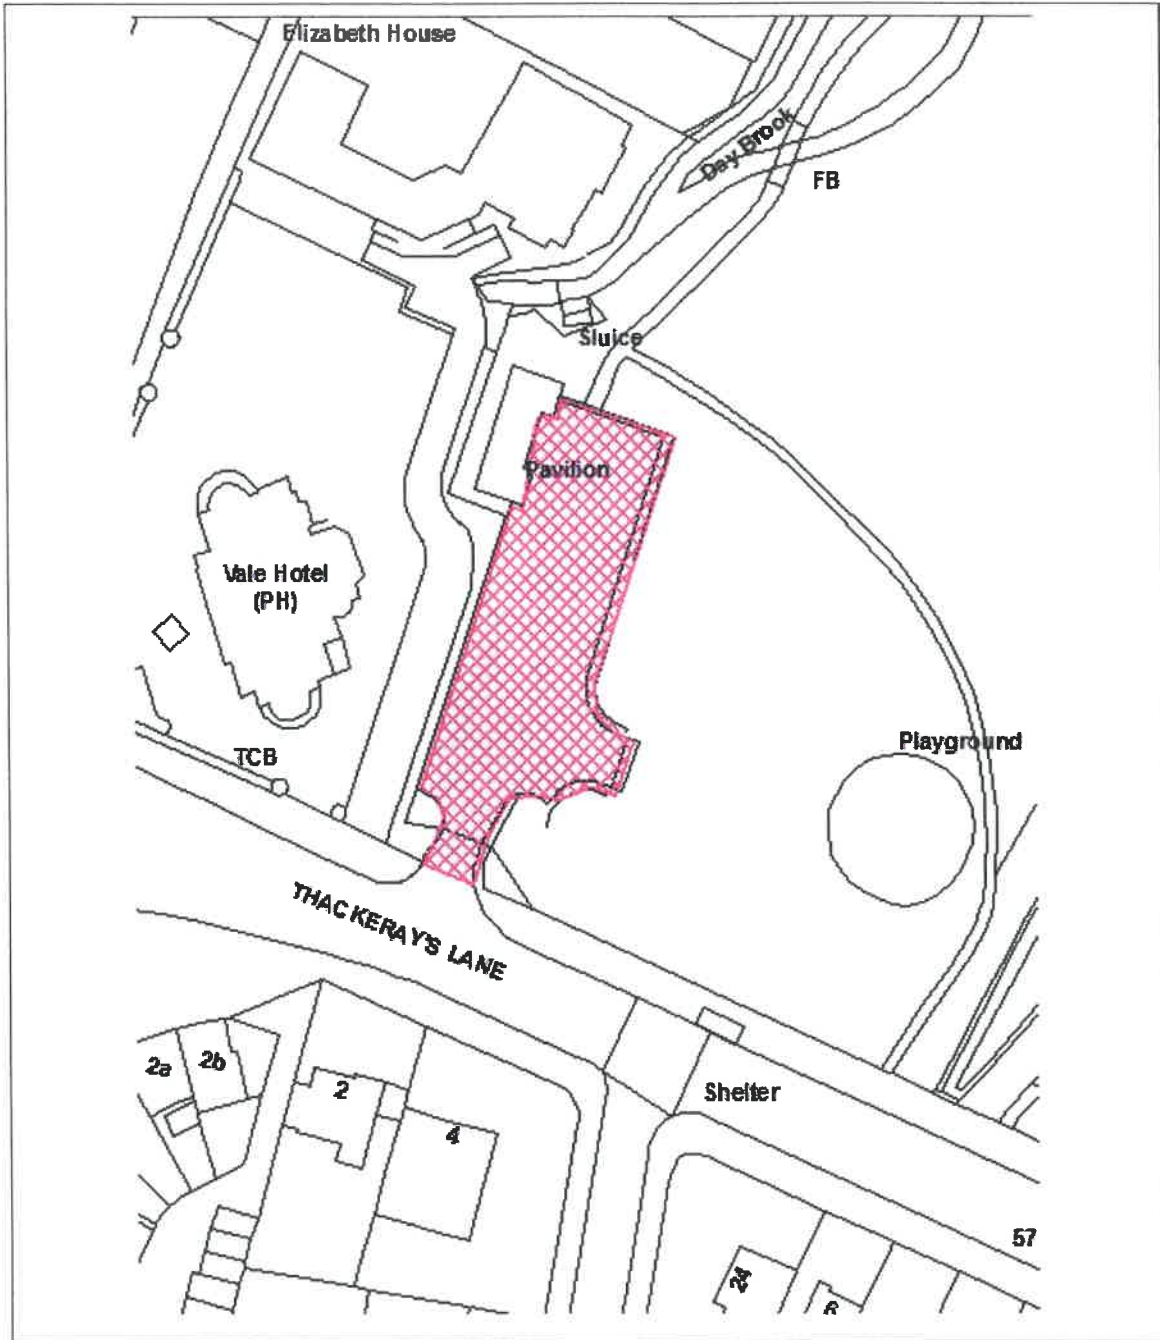 Elizabeth House
Day Brook
FB
Sluice
Pavilion
Vale Hotel
(PH)
Playground
TCB
THACKERAY'S LANE
2a
2b
2
4
Shelter
57
24
6